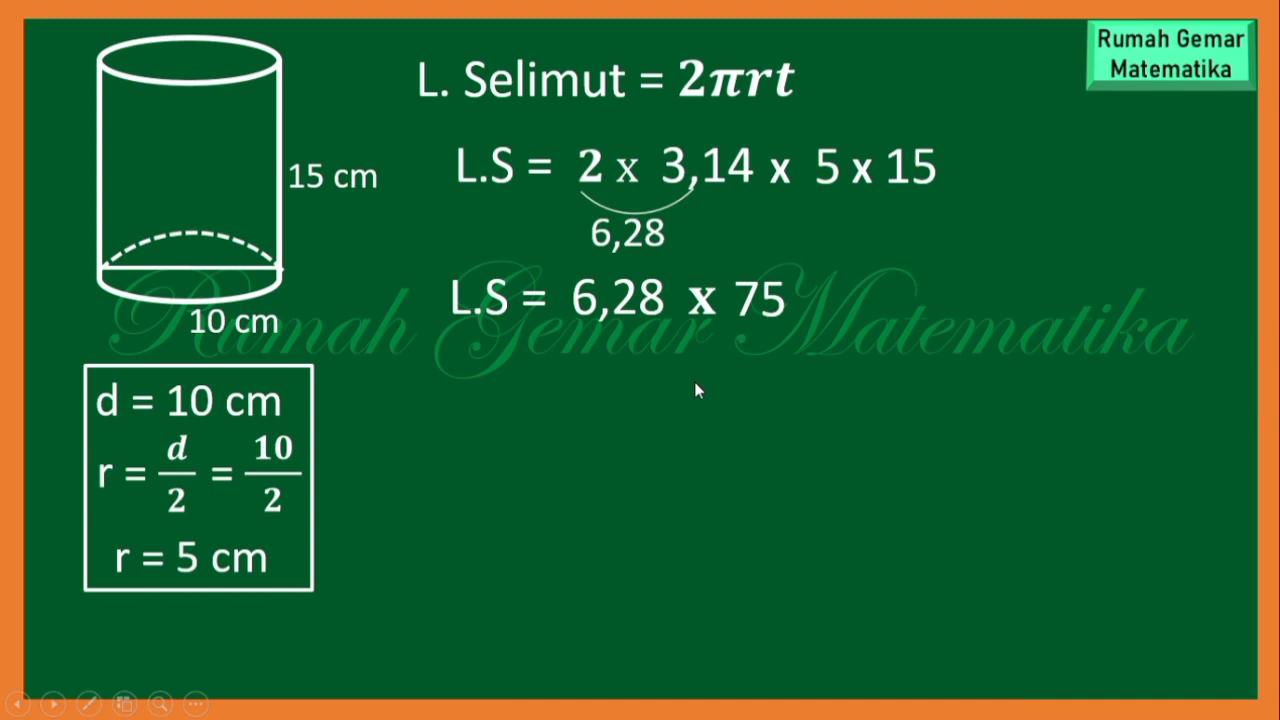 Rumah Gemar
Matematika
L. Selimut = 2πrt
15 cm
L.S = 2 x 3,14 x 5 x 15
6,28
L.S = 6,28 x 75
Rumah Gemar Matematika
10 cm
d = 10 cm
r = d/2 = 10/2
r = 5 cm